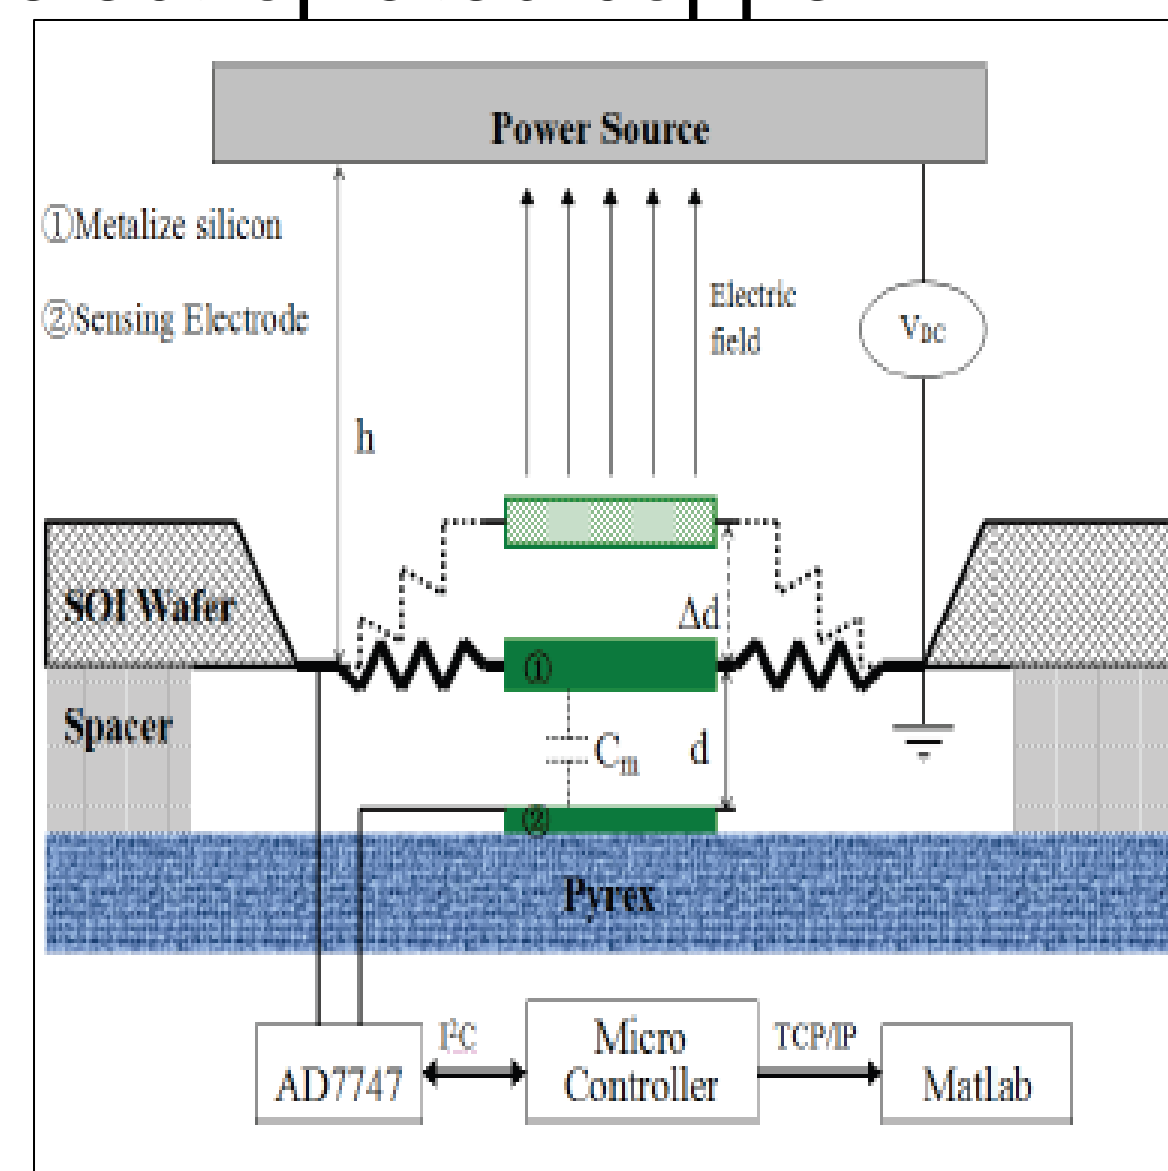 Power Source
①Metalize silicon
②Sensing Electrode
Electric
field
VDC
h
SOI Wafer
Δd
①
Spacer
Cm
d
②
Pyrex
I²C
Micro
Controller
TCP/IP
AD7747
Matlab